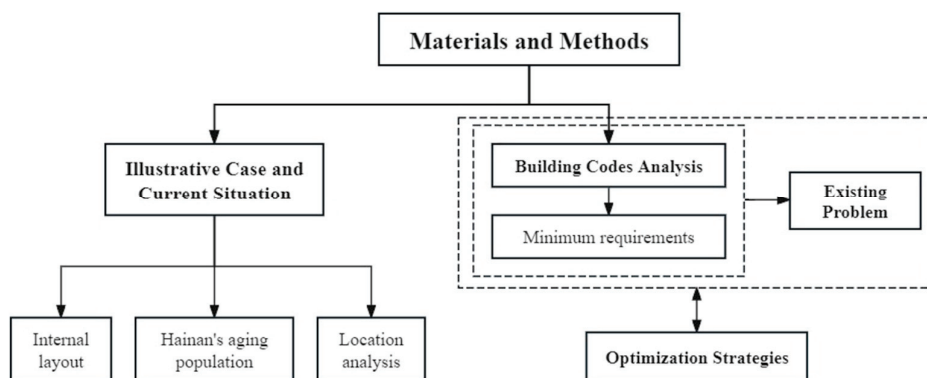 Materials and Methods
Illustrative Case and
Current Situation
Building Codes Analysis
Minimum requirements
Existing
Problem
Internal
layout
Hainan's aging
population
Location
analysis
Optimization Strategies